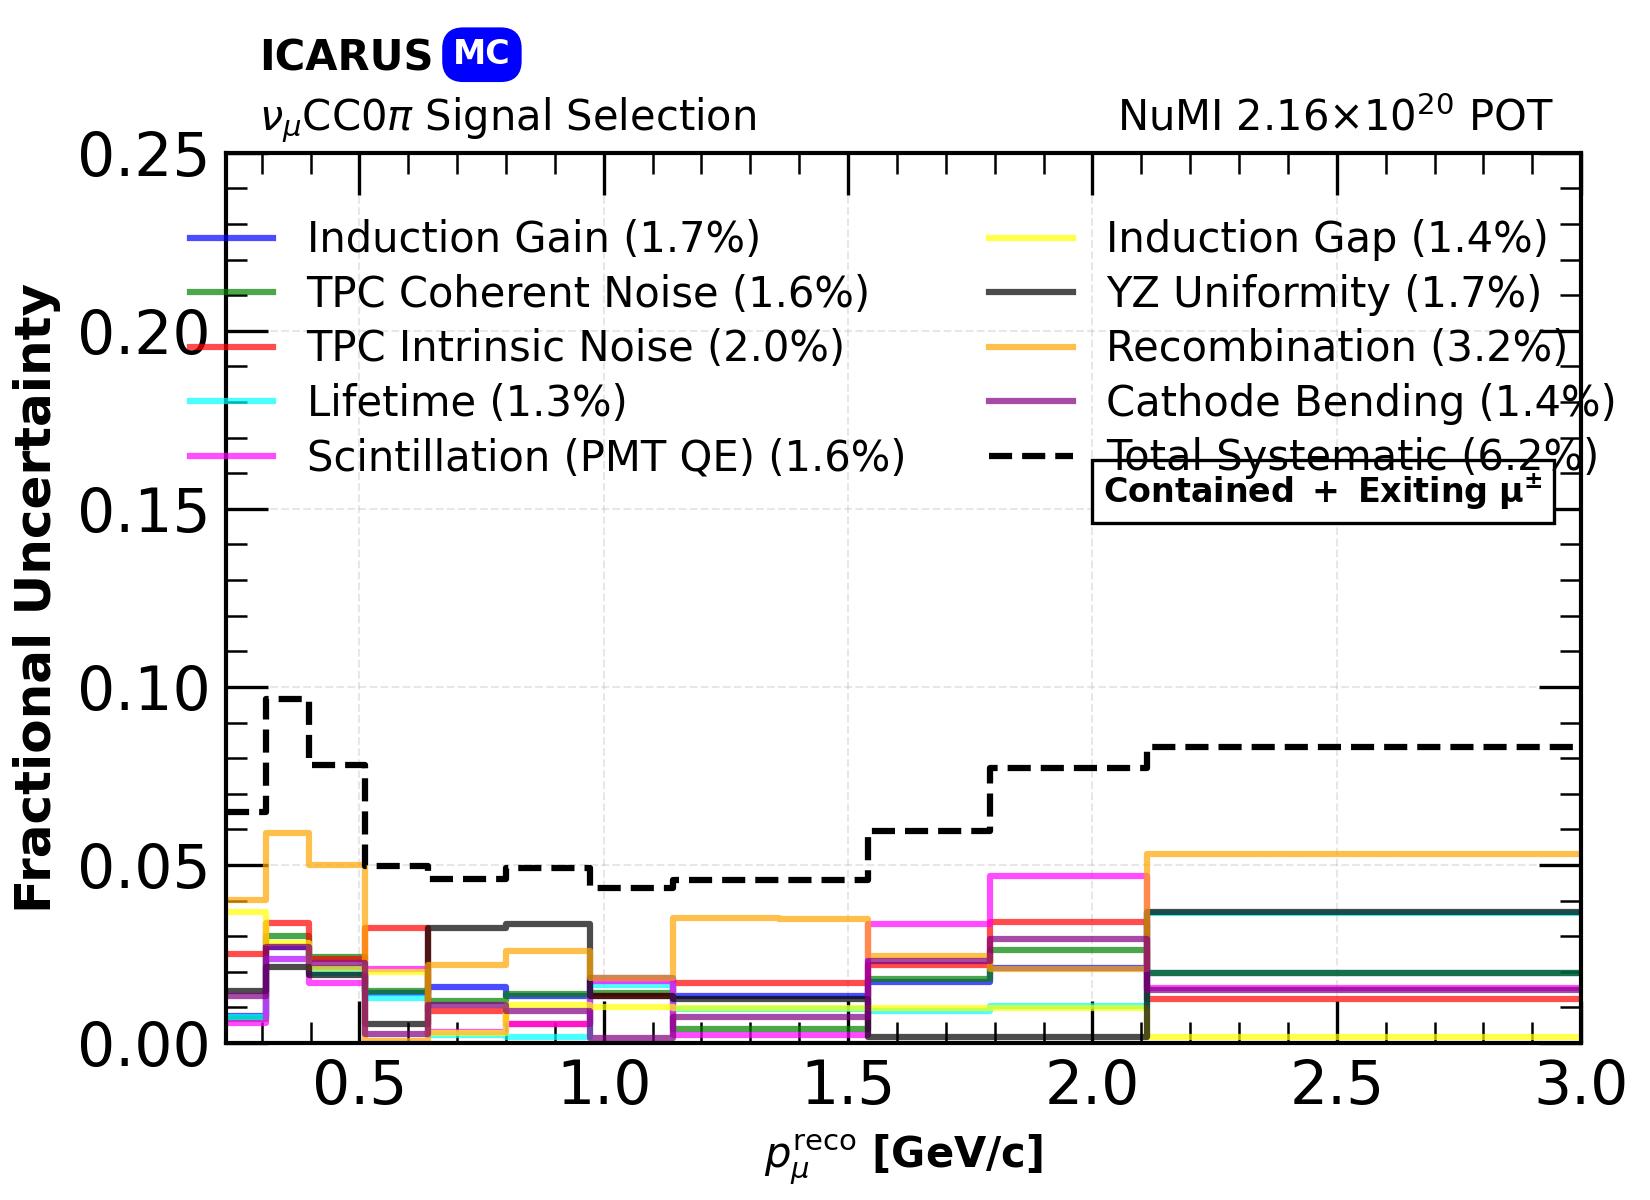 ICARUS MC
νμCC0π Signal Selection NuMI 2.16×10²⁰ POT
0.25
Induction Gain (1.7%) Induction Gap (1.4%)
TPC Coherent Noise (1.6%) YZ Uniformity (1.7%)
0.20
TPC Intrinsic Noise (2.0%) Recombination (3.2%)
Lifetime (1.3%) Cathode Bending (1.4%)
Scintillation (PMT QE) (1.6%) Total Systematic (6.2%)
Contained + Exiting μ±
0.15
Fractional Uncertainty
0.10
0.05
0.00
0.5 1.0 1.5 2.0 2.5 3.0
pμ^reco [GeV/c]